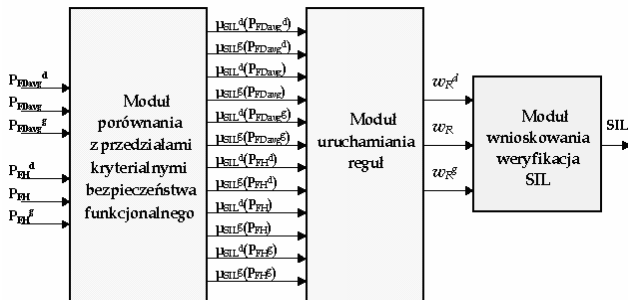 P_FDavg^d
P_FDavg
P_FDavg^g
P_FH^d
P_FH
P_FH^g
Moduł
porównania
z przedziałami
kryterialnymi
bezpieczeństwa
funkcjonalnego
μ_SIL^d(P_FDavg^d)
μ_SIL^g(P_FDavg^d)
μ_SIL^d(P_FDavg)
μ_SIL^g(P_FDavg)
μ_SIL^d(P_FDavg^g)
μ_SIL^g(P_FDavg^g)
μ_SIL^d(P_FH^d)
μ_SIL^g(P_FH^d)
μ_SIL^d(P_FH)
μ_SIL^g(P_FH)
μ_SIL^d(P_FH^g)
μ_SIL^g(P_FH^g)
Moduł
uruchamiania
reguł
w_R^d
w_R
w_R^g
Moduł
wnioskowania
weryfikacja
SIL
SIL